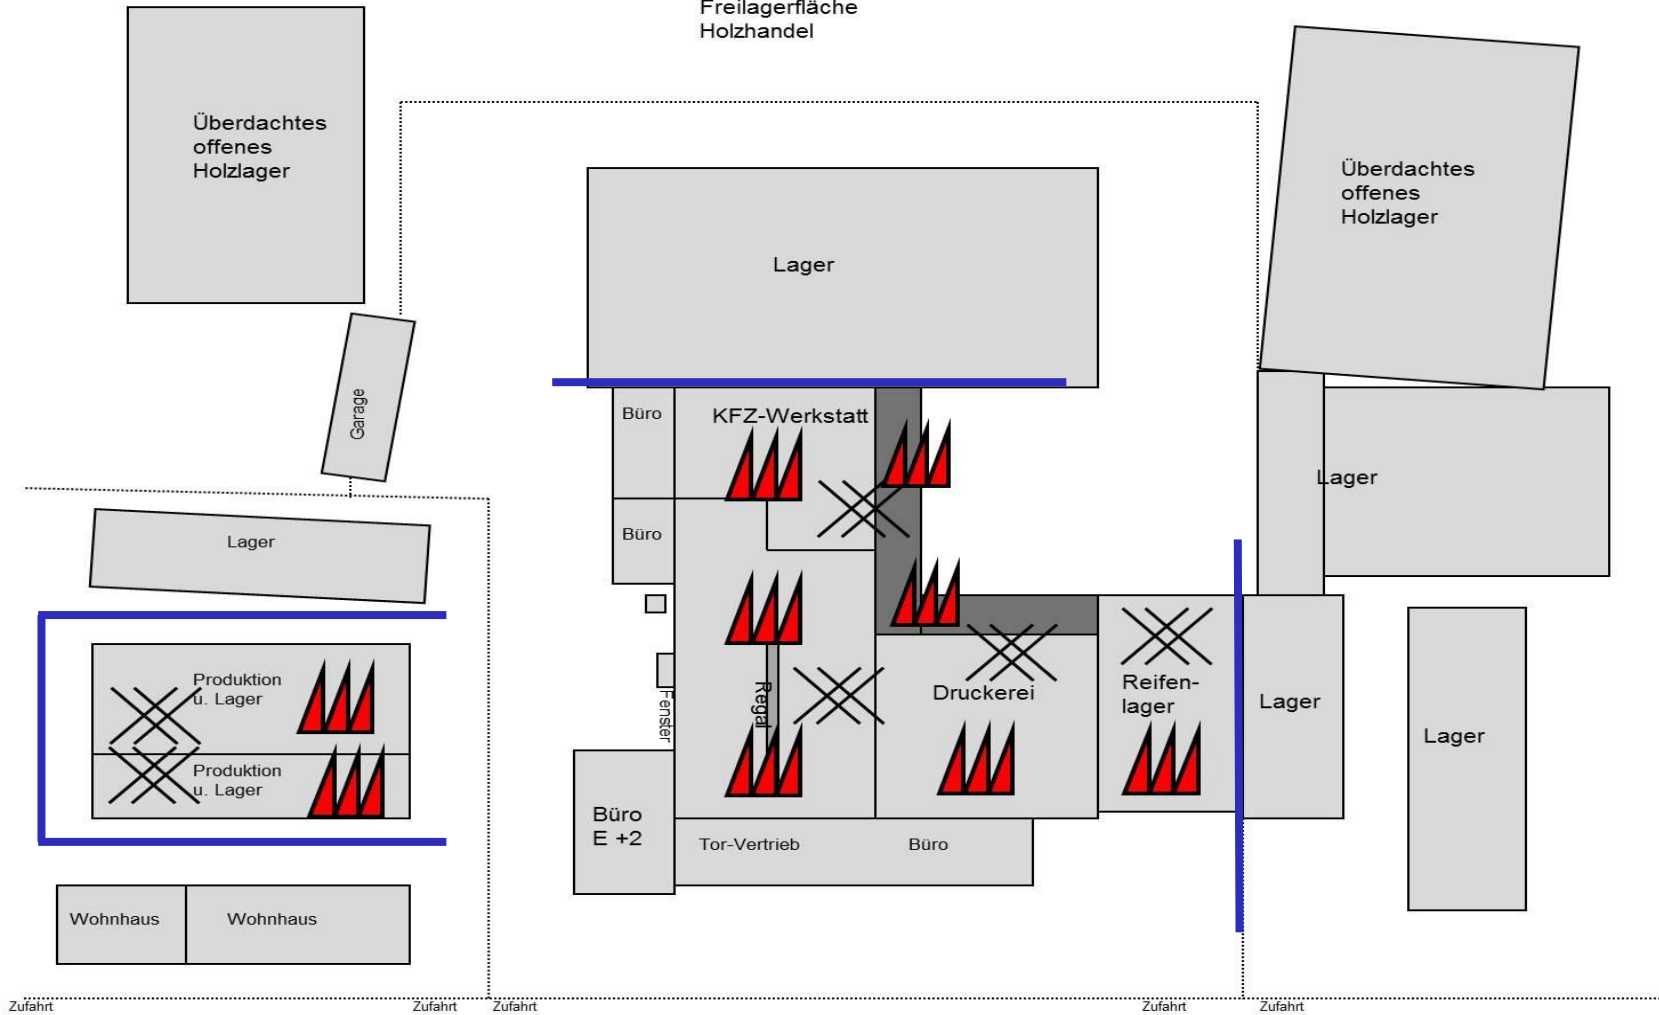 Freilagerfläche
Holzhandel
Überdachtes
offenes
Holzlager
Überdachtes
offenes
Holzlager
Lager
Garage
Büro
KFZ-Werkstatt
Lager
Büro
Lager
Produktion
u. Lager
Produktion
u. Lager
Fenster
Regal
Druckerei
Reifen-
lager
Lager
Lager
Büro
E +2
Tor-Vertrieb
Büro
Wohnhaus
Wohnhaus
Zufahrt
Zufahrt
Zufahrt
Zufahrt
Zufahrt